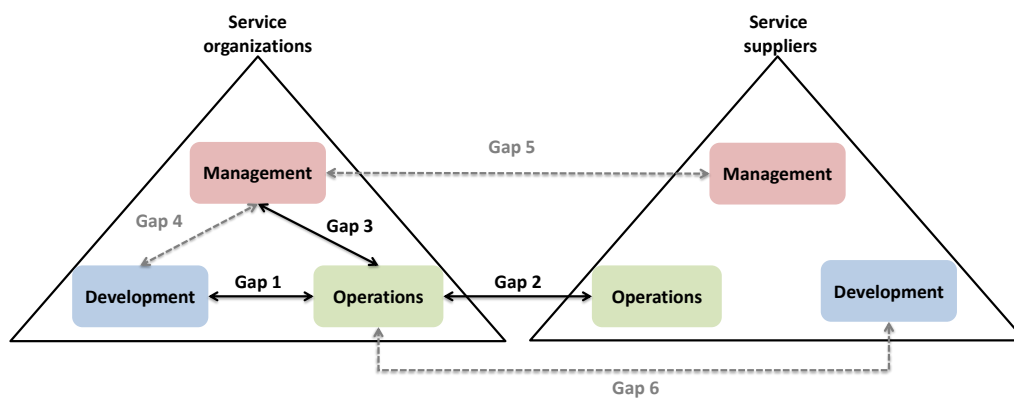 Service
organizations
Service
suppliers
Gap 5
Management
Management
Gap 4
Gap 3
Development
Gap 1
Operations
Gap 2
Operations
Development
Gap 6